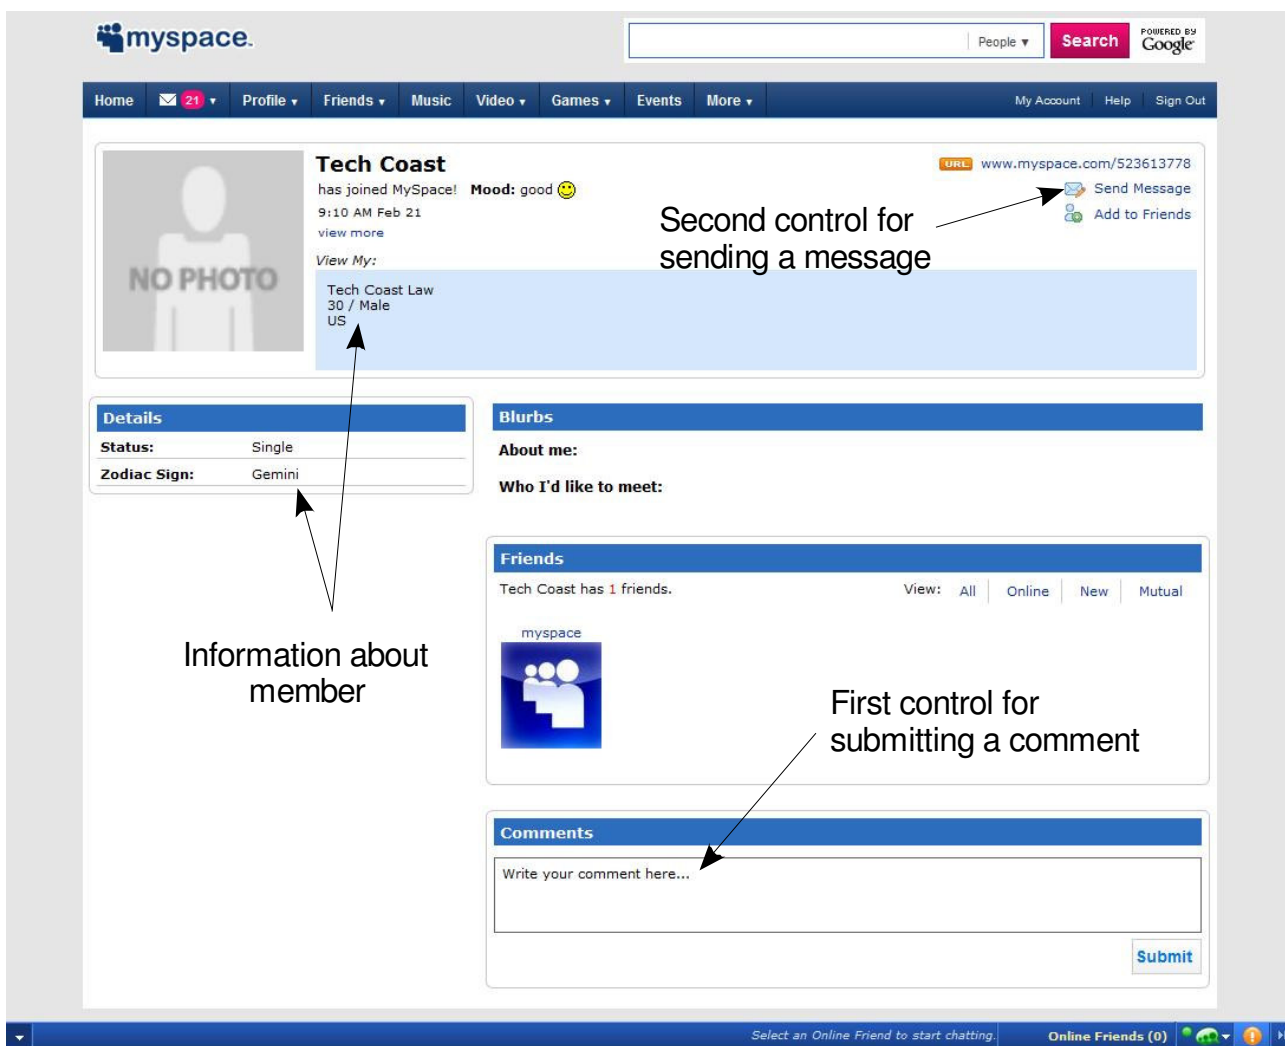 myspace.
People ▾
Search
POWERED BY
Google
Home
21
Profile
Friends
Music
Video
Games
Events
More
My Account
Help
Sign Out
NO PHOTO
Tech Coast
has joined MySpace! Mood: good
9:10 AM Feb 21
view more
View My:
Tech Coast Law
30 / Male
US
URL www.myspace.com/523613778
Send Message
Add to Friends
Second control for
sending a message
Details
Status: Single
Zodiac Sign: Gemini
Information about
member
Blurbs
About me:
Who I'd like to meet:
Friends
Tech Coast has 1 friends.
View: All Online New Mutual
myspace
First control for
submitting a comment
Comments
Write your comment here...
Submit
Select an Online Friend to start chatting.
Online Friends (0)